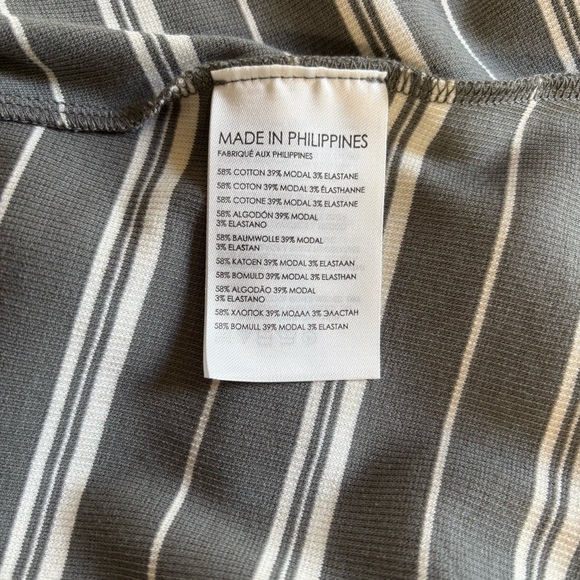 MADE IN PHILIPPINES
FABRIQUÉ AUX PHILIPPINES
58% COTTON 39% MODAL 3% ELASTANE
58% COTON 39% MODAL 3% ÉLASTHANNE
58% COTONE 39% MODAL 3% ELASTANE
58% ALGODÓN 39% MODAL
3% ELASTANO
58% BAUMWOLLE 39% MODAL
3% ELASTAN
58% KATOEN 39% MODAL 3% ELASTAAN
58% BOMULD 39% MODAL 3% ELASTHAN
58% ALGODÃO 39% MODAL
3% ELASTANO
58% ХЛОПОК 39% МОДАЛ 3% ЭЛАСТАН
58% BOMULL 39% MODAL 3% ELASTAN